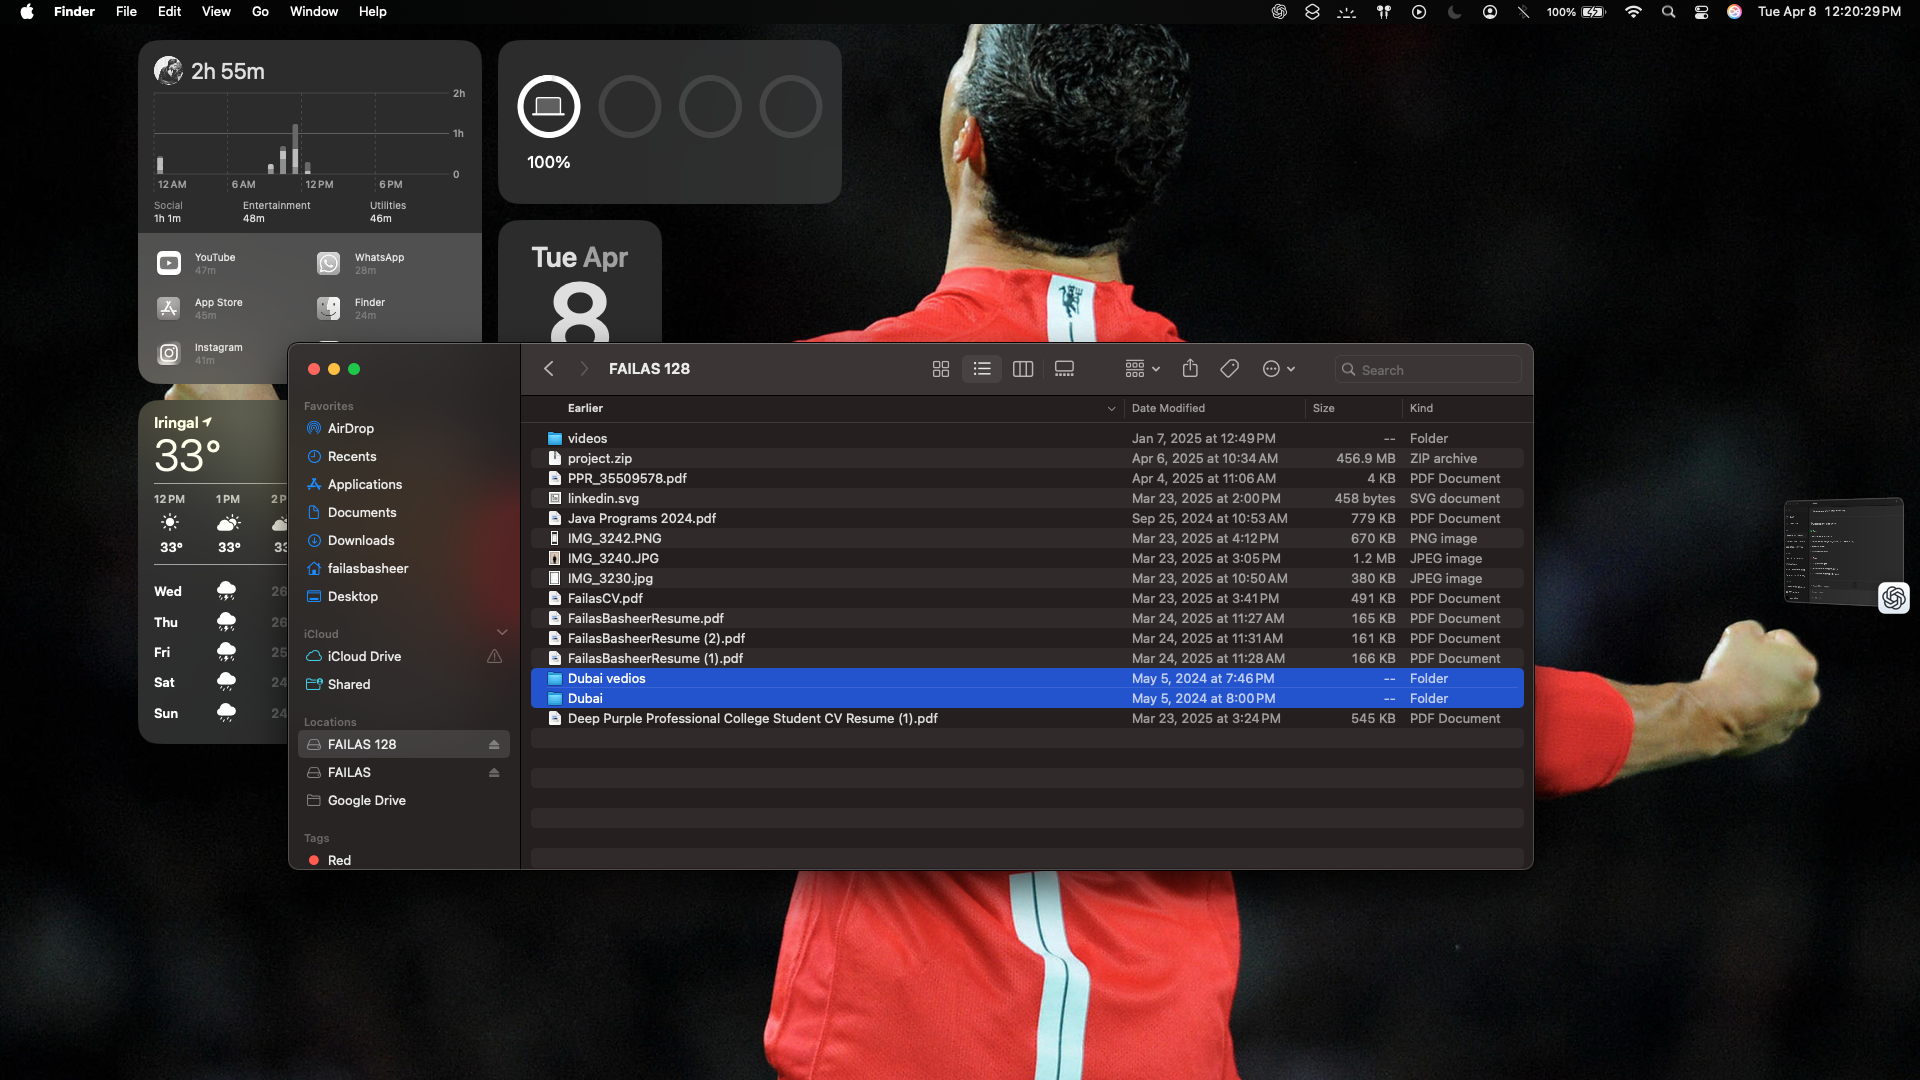 Finder File Edit View Go Window Help
100%
Tue Apr 8 12:20:29 PM
2h 55m
2h
1h
0
12 AM 6 AM 12 PM 6 PM
Social Entertainment Utilities
1h 1m 48m 46m
YouTube
47m
WhatsApp
28m
App Store
45m
Finder
24m
Instagram
41m
100%
Tue Apr
8
Iringal
33°
12 PM 1 PM 2 P
33° 33° 33
Wed 26
Thu 26
Fri 25
Sat 24
Sun 24
FAILAS 128
Search
Favorites
AirDrop
Recents
Applications
Documents
Downloads
failasbasheer
Desktop
iCloud
iCloud Drive
Shared
Locations
FAILAS 128
FAILAS
Google Drive
Tags
Red
Earlier Date Modified Size Kind
videos Jan 7, 2025 at 12:49 PM -- Folder
project.zip Apr 6, 2025 at 10:34 AM 456.9 MB ZIP archive
PPR_35509578.pdf Apr 4, 2025 at 11:06 AM 4 KB PDF Document
linkedin.svg Mar 23, 2025 at 2:00 PM 458 bytes SVG document
Java Programs 2024.pdf Sep 25, 2024 at 10:53 AM 779 KB PDF Document
IMG_3242.PNG Mar 23, 2025 at 4:12 PM 670 KB PNG image
IMG_3240.JPG Mar 23, 2025 at 3:05 PM 1.2 MB JPEG image
IMG_3230.jpg Mar 23, 2025 at 10:50 AM 380 KB JPEG image
FailasCV.pdf Mar 23, 2025 at 3:41 PM 491 KB PDF Document
FailasBasheerResume.pdf Mar 24, 2025 at 11:27 AM 165 KB PDF Document
FailasBasheerResume (2).pdf Mar 24, 2025 at 11:31 AM 161 KB PDF Document
FailasBasheerResume (1).pdf Mar 24, 2025 at 11:28 AM 166 KB PDF Document
Dubai vedios May 5, 2024 at 7:46 PM -- Folder
Dubai May 5, 2024 at 8:00 PM -- Folder
Deep Purple Professional College Student CV Resume (1).pdf Mar 23, 2025 at 3:24 PM 545 KB PDF Document